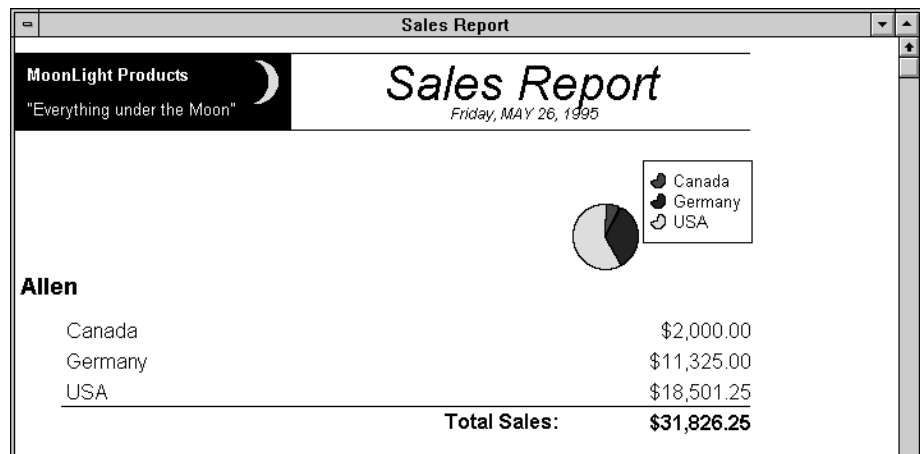 Sales Report
MoonLight Products
"Everything under the Moon"
Sales Report
Friday, MAY 26, 1995
Canada
Germany
USA
Allen
Canada $2,000.00
Germany $11,325.00
USA $18,501.25
Total Sales: $31,826.25